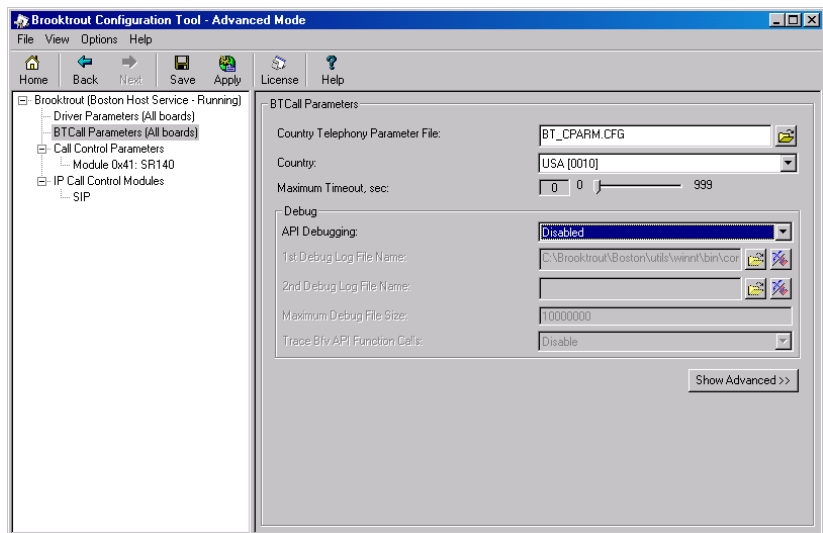 Brooktrout Configuration Tool - Advanced Mode
File View Options Help
Home Back Next Save Apply License Help
Brooktrout (Boston Host Service - Running)
Driver Parameters (All boards)
BTCall Parameters (All boards)
Call Control Parameters
Module 0x41: SR140
IP Call Control Modules
SIP
BTCall Parameters
Country Telephony Parameter File: BT_CPARM.CFG
Country: USA [0010]
Maximum Timeout, sec: 0 0 999
Debug
API Debugging: Disabled
1st Debug Log File Name: C:\Brooktrout\Boston\utils\winnt\bin\cor
2nd Debug Log File Name:
Maximum Debug File Size: 10000000
Trace Bfv API Function Calls: Disable
Show Advanced >>